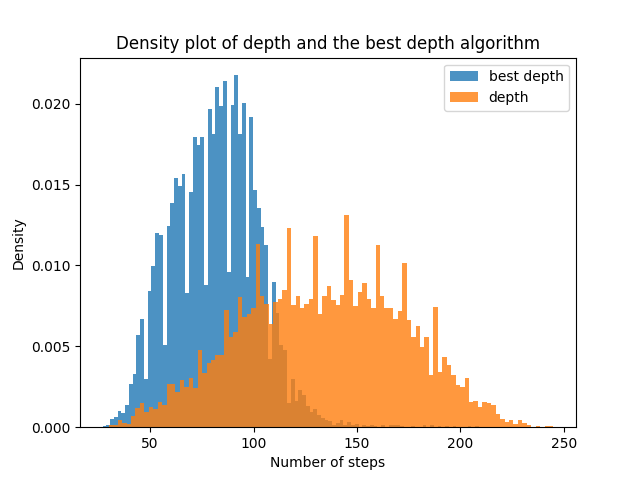 Density plot of depth and the best depth algorithm
best depth
depth
0.020
0.015
0.010
0.005
0.000
Density
50 100 150 200 250
Number of steps